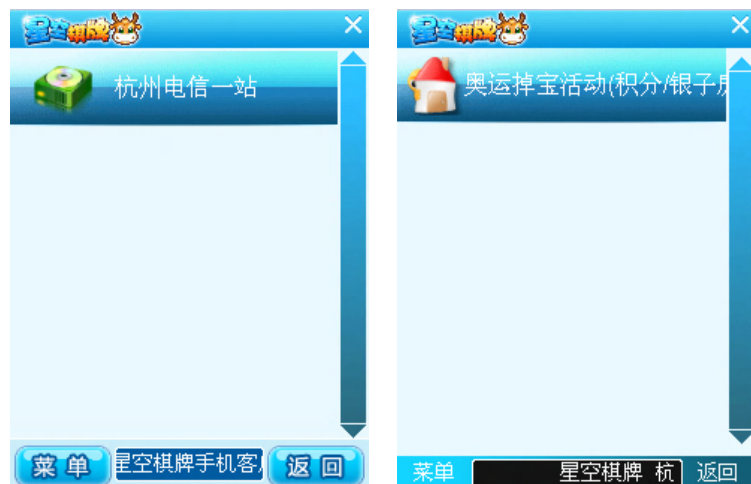 星空棋牌
杭州电信一站
菜单
星空棋牌手机客
返回
星空棋牌
奥运掉宝活动(积分/银子房
菜单
星空棋牌 杭
返回